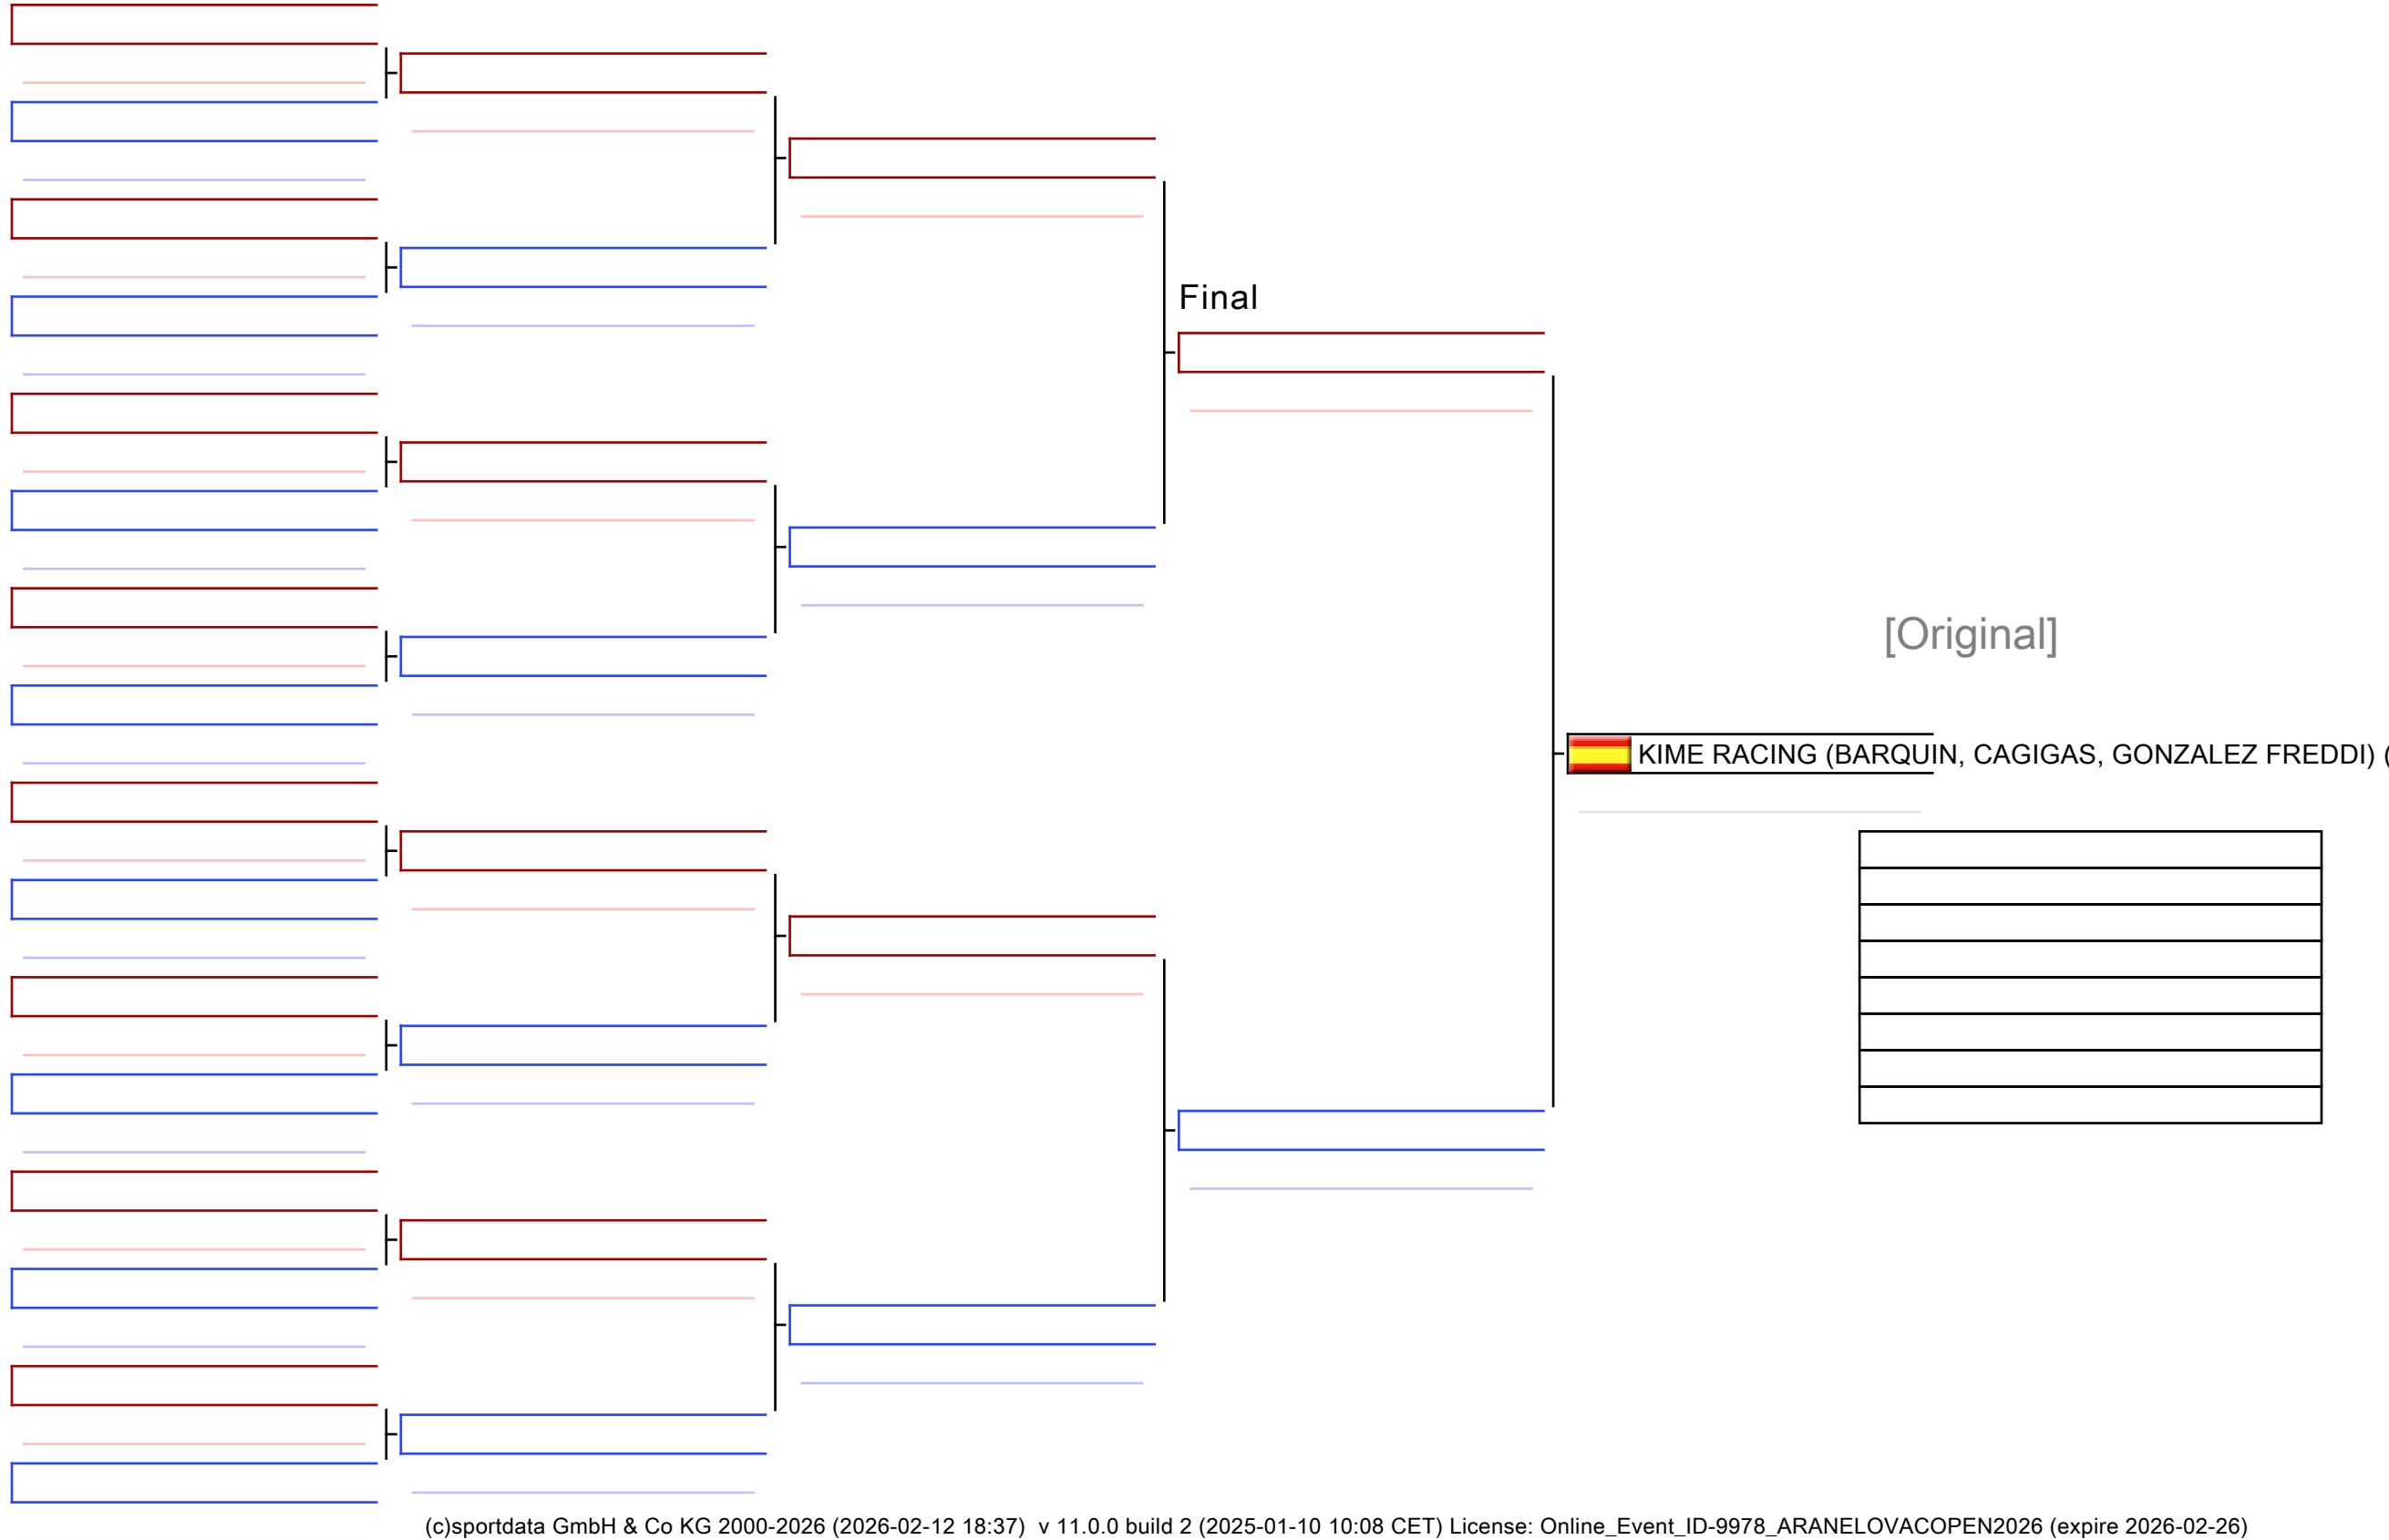 Final
[Original]
KIME RACING (BARQUIN, CAGIGAS, GONZALEZ FREDDI) (
(c)sportdata GmbH & Co KG 2000-2026 (2026-02-12 18:37)  v 11.0.0 build 2 (2025-01-10 10:08 CET) License: Online_Event_ID-9978_ARANELOVACOPEN2026 (expire 2026-02-26)